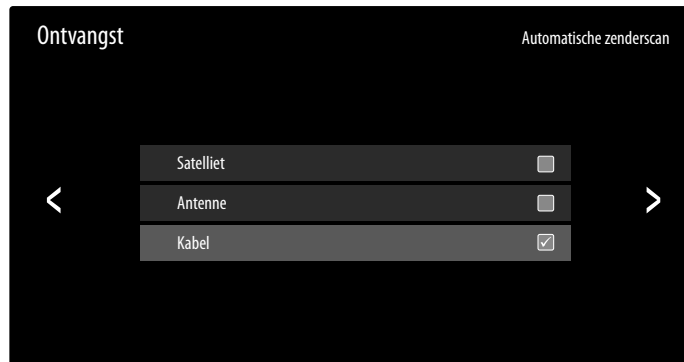 Ontvangst
Automatische zenderscan
Satelliet
Antenne
Kabel